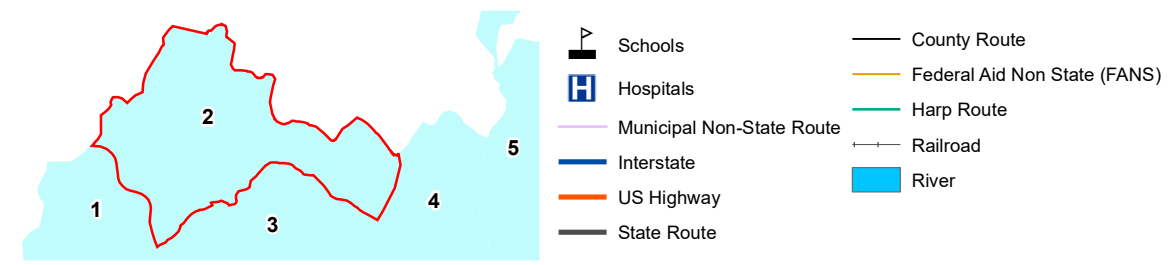 2
5
1
3
4
Schools
H
Hospitals
Municipal Non-State Route
Interstate
US Highway
State Route
County Route
Federal Aid Non State (FANS)
Harp Route
Railroad
River